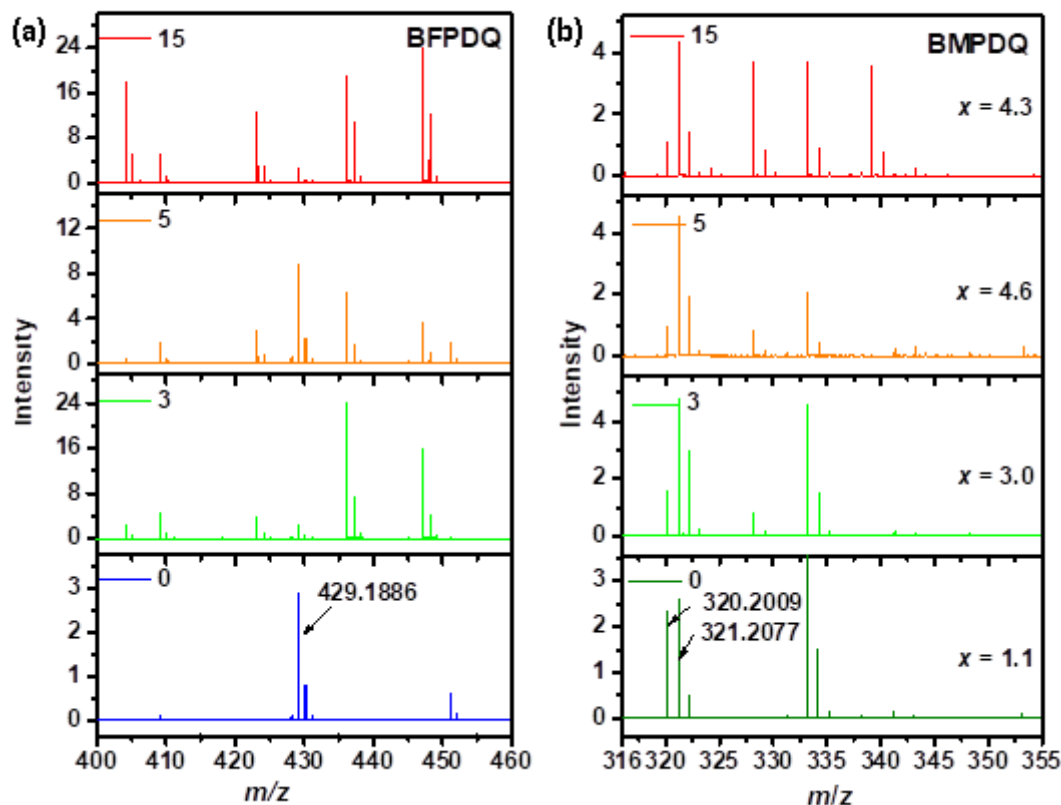 (a)
15
BFPDQ
24
16
8
0
5
12
8
4
0
3
24
16
8
0
0
429.1886
3
2
1
0
400 410 420 430 440 450 460
m/z
Intensity
(b)
15
BMPDQ
x = 4.3
4
2
0
5
x = 4.6
4
2
0
3
x = 3.0
4
2
0
0
320.2009
321.2077
x = 1.1
3
2
1
0
316 320 325 330 335 340 345 350 355
m/z
Intensity